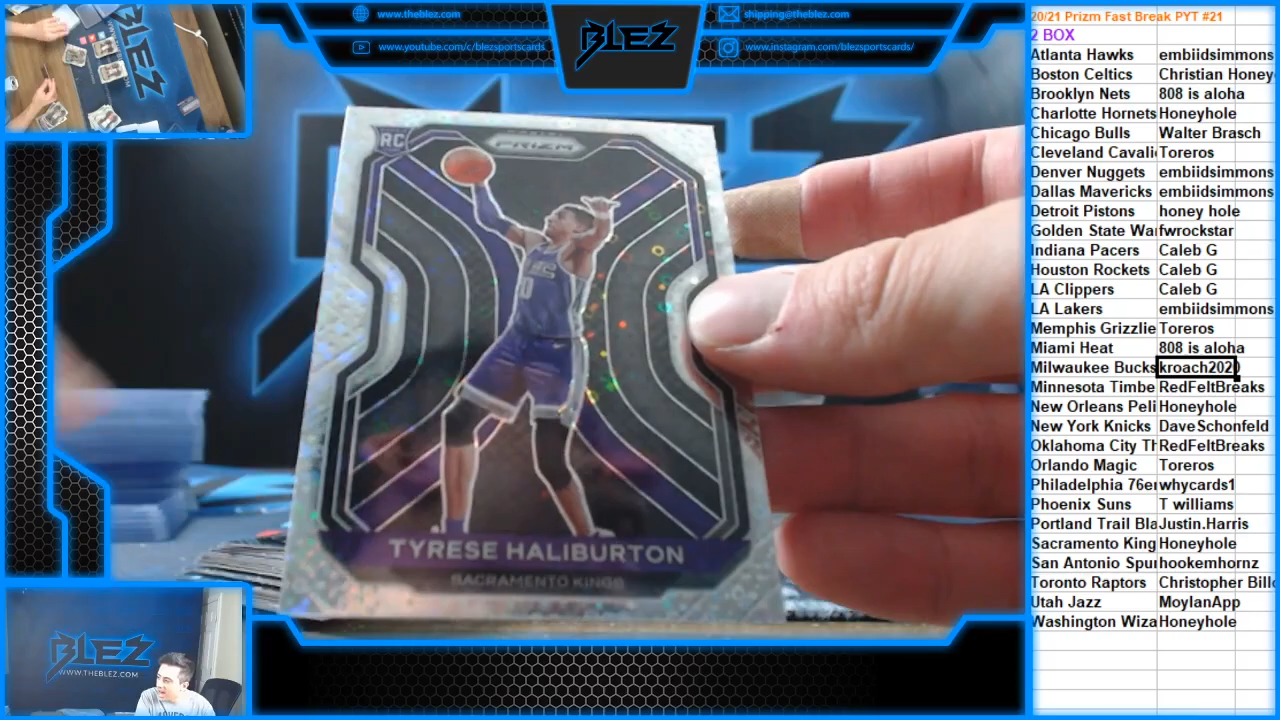 www.theblez.com
shipping@theblez.com
www.youtube.com/c/blezsportscards
www.instagram.com/blezsportscards/
BLEZ
RC
PRIZM
TYRESE HALIBURTON
SACRAMENTO KINGS
BLEZ
WWW.THEBLEZ.COM
20/21 Prizm Fast Break PYT #21
2 BOX
Atlanta Hawks embiidsimmons
Boston Celtics Christian Honey
Brooklyn Nets 808 is aloha
Charlotte Hornets Honeyhole
Chicago Bulls Walter Brasch
Cleveland Cavali Toreros
Denver Nuggets embiidsimmons
Dallas Mavericks embiidsimmons
Detroit Pistons honey hole
Golden State War fwrockstar
Indiana Pacers Caleb G
Houston Rockets Caleb G
LA Clippers Caleb G
LA Lakers embiidsimmons
Memphis Grizzlie Toreros
Miami Heat 808 is aloha
Milwaukee Bucks kroach2020
Minnesota Timbe RedFeltBreaks
New Orleans Peli Honeyhole
New York Knicks DaveSchonfeld
Oklahoma City Th RedFeltBreaks
Orlando Magic Toreros
Philadelphia 76er whycards1
Phoenix Suns T williams
Portland Trail Bla Justin.Harris
Sacramento King Honeyhole
San Antonio Spur hookemhornz
Toronto Raptors Christopher Bill
Utah Jazz MoylanApp
Washington Wiza Honeyhole